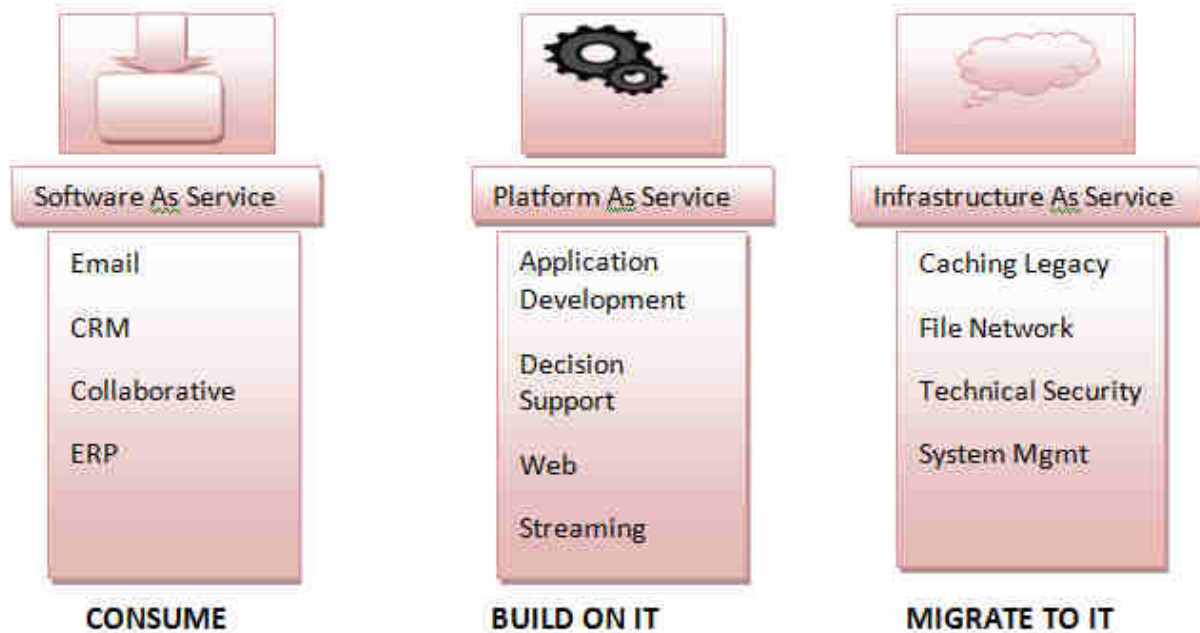 Software As Service
Email
CRM
Collaborative
ERP
CONSUME
Platform As Service
Application
Development
Decision
Support
Web
Streaming
BUILD ON IT
Infrastructure As Service
Caching Legacy
File Network
Technical Security
System Mgmt
MIGRATE TO IT